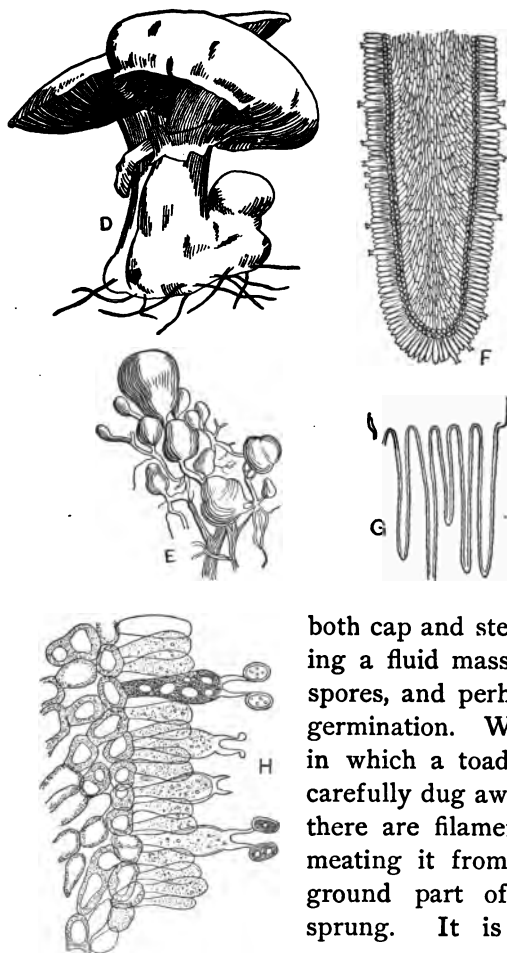 D
F
E
G
H
both cap and ste
ing a fluid mass
spores, and perh
germination. W
in which a toad
carefully dug aw
there are filame
meating it from
ground part of
sprung. It is